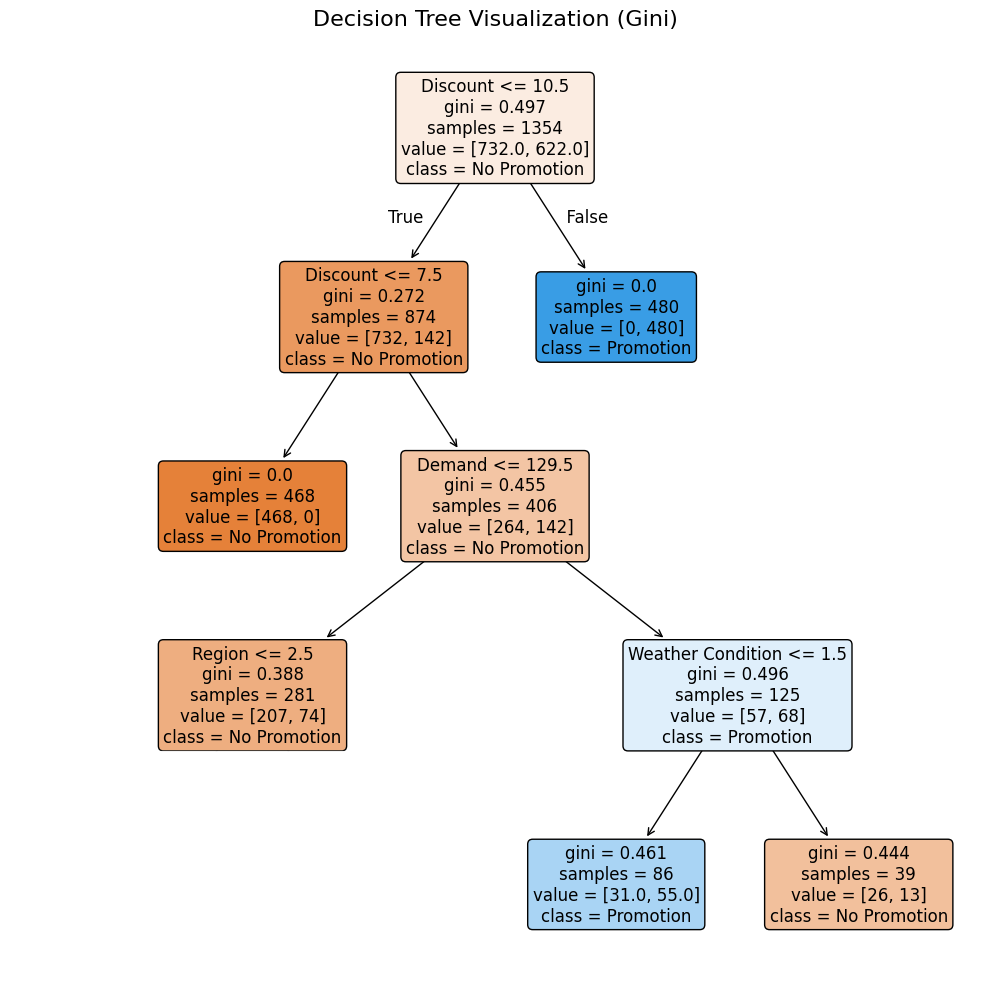 Decision Tree Visualization (Gini)
Discount <= 10.5
gini = 0.497
samples = 1354
value = [732.0, 622.0]
class = No Promotion
True
False
Discount <= 7.5
gini = 0.272
samples = 874
value = [732, 142]
class = No Promotion
gini = 0.0
samples = 480
value = [0, 480]
class = Promotion
gini = 0.0
samples = 468
value = [468, 0]
class = No Promotion
Demand <= 129.5
gini = 0.455
samples = 406
value = [264, 142]
class = No Promotion
Region <= 2.5
gini = 0.388
samples = 281
value = [207, 74]
class = No Promotion
Weather Condition <= 1.5
gini = 0.496
samples = 125
value = [57, 68]
class = Promotion
gini = 0.461
samples = 86
value = [31.0, 55.0]
class = Promotion
gini = 0.444
samples = 39
value = [26, 13]
class = No Promotion